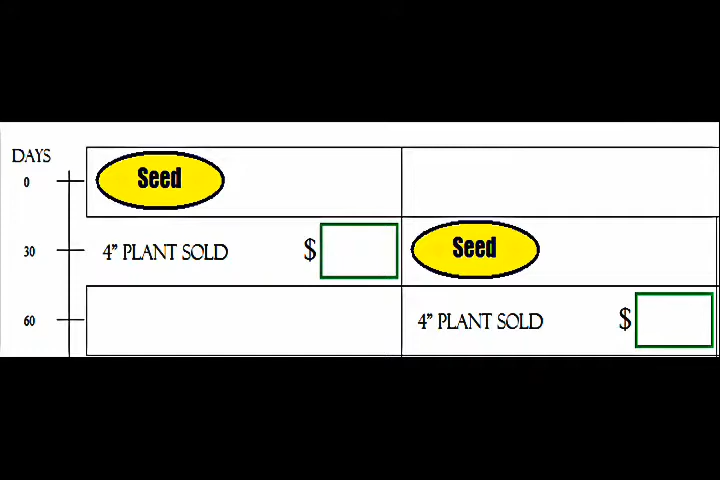 DAYS
0
Seed
30
4” PLANT SOLD $
Seed
60
4” PLANT SOLD $